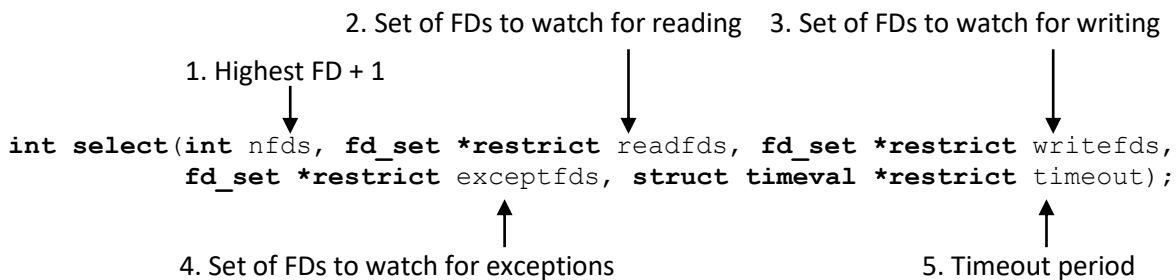 2. Set of FDs to watch for reading 3. Set of FDs to watch for writing
1. Highest FD + 1
int select(int nfds, fd_set *restrict readfds, fd_set *restrict writefds,
fd_set *restrict exceptfds, struct timeval *restrict timeout);
4. Set of FDs to watch for exceptions 5. Timeout period